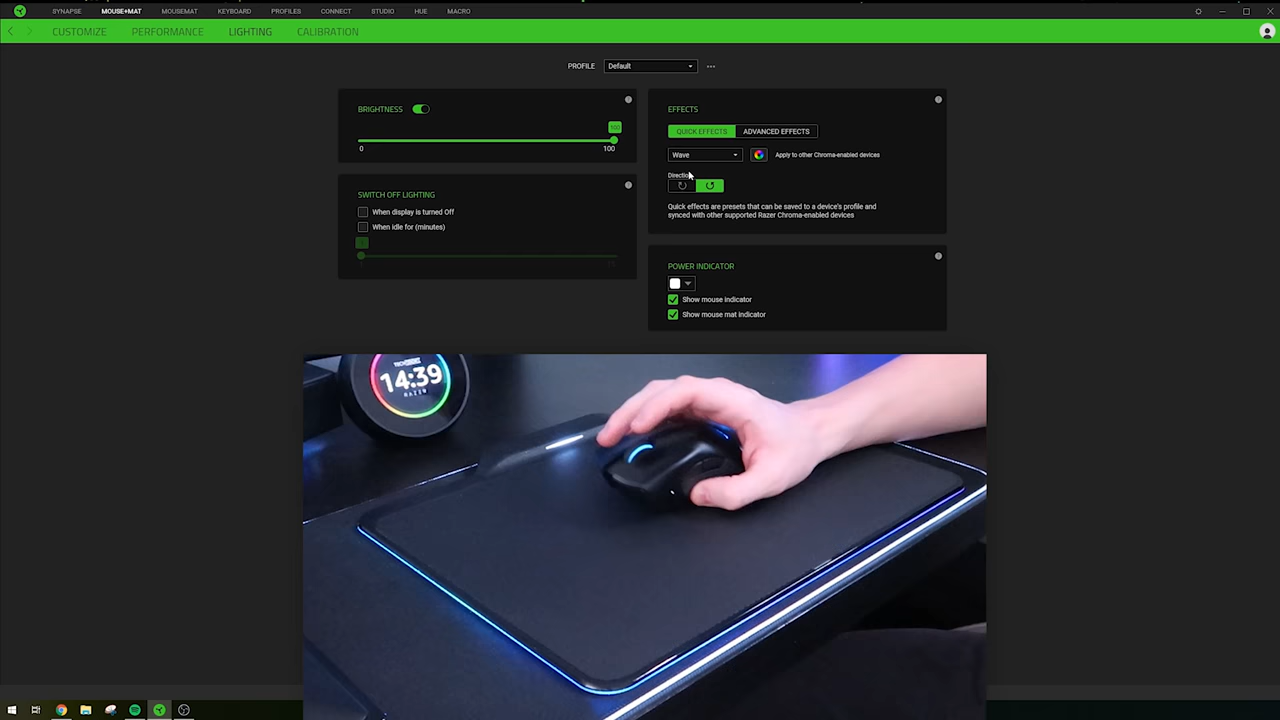 SYNAPSE MOUSE+MAT MOUSEMAT KEYBOARD PROFILES CONNECT STUDIO HUE MACRO
CUSTOMIZE PERFORMANCE LIGHTING CALIBRATION
PROFILE Default
BRIGHTNESS
100
0 100
SWITCH OFF LIGHTING
When display is turned Off
When idle for (minutes)
EFFECTS
QUICK EFFECTS ADVANCED EFFECTS
Wave Apply to other Chroma-enabled devices
Direction
Quick effects are presets that can be saved to a device's profile and
synced with other supported Razer Chroma-enabled devices
POWER INDICATOR
Show mouse indicator
Show mouse mat indicator
14:39
RAZER